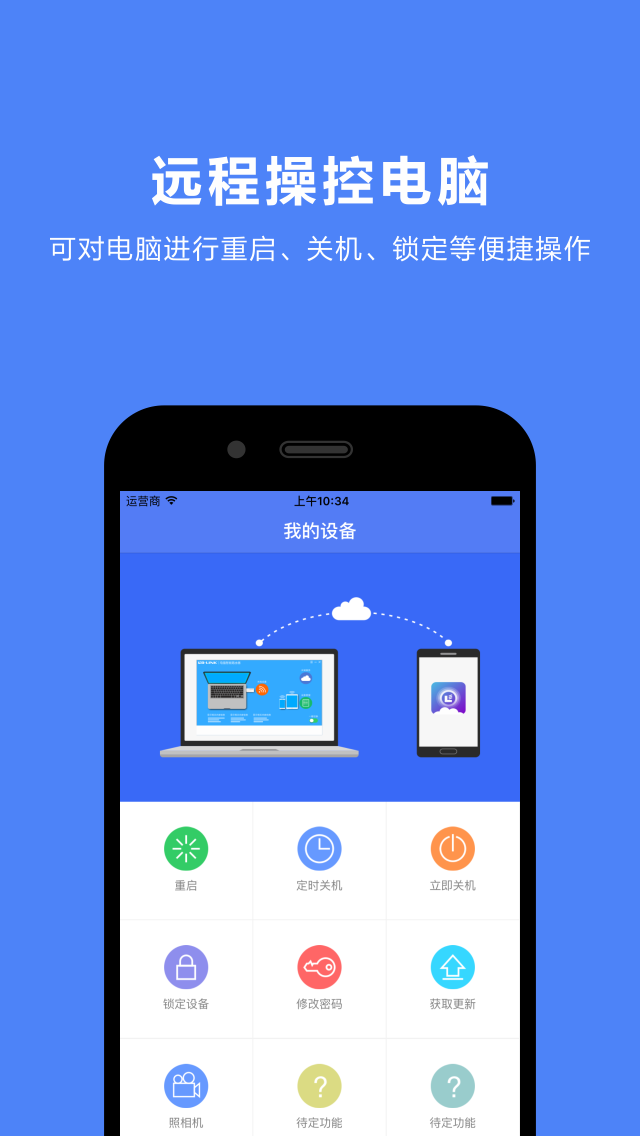 远程操控电脑
可对电脑进行重启、关机、锁定等便捷操作
运营商 上午10:34
我的设备
重启 定时关机 立即关机
锁定设备 修改密码 获取更新
照相机 待定功能 待定功能